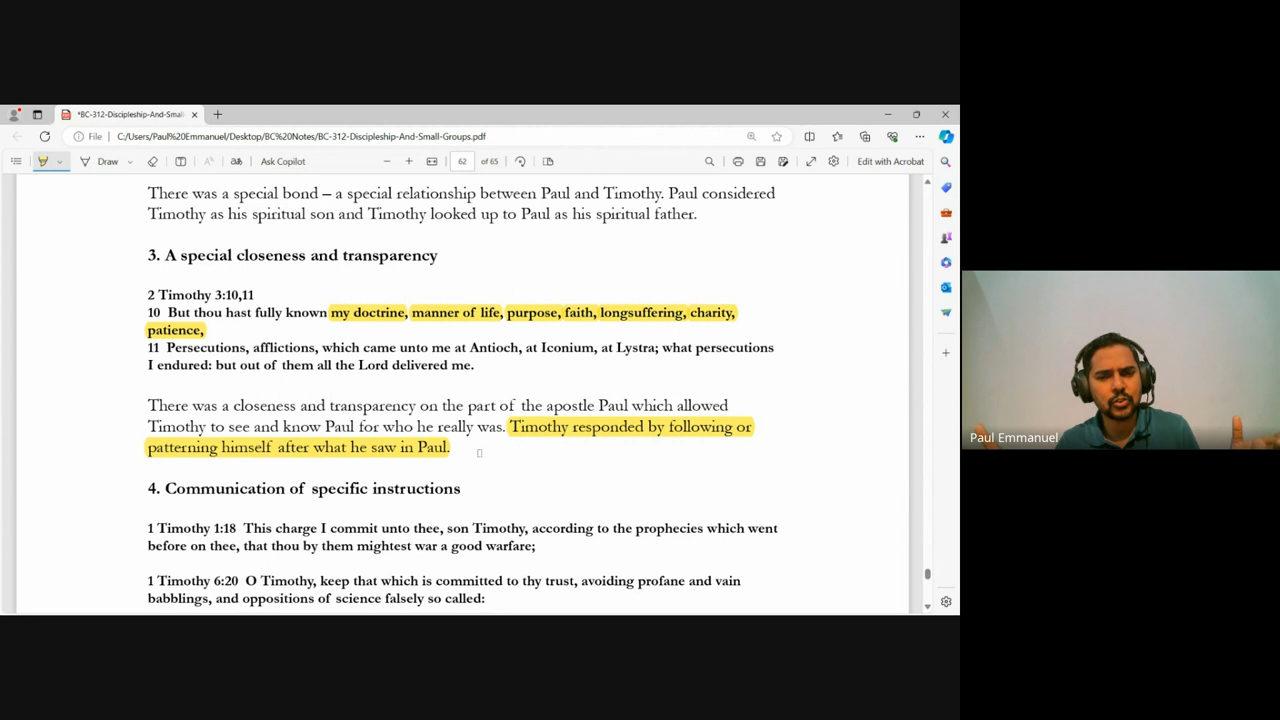 *BC-312-Discipleship-And-Small
File
C:/Users/Paul%20Emmanuel/Desktop/BC%20Notes/BC-312-Discipleship-And-Small-Groups.pdf
Draw
Ask Copilot
62 of 65
Edit with Acrobat
There was a special bond – a special relationship between Paul and Timothy. Paul considered
Timothy as his spiritual son and Timothy looked up to Paul as his spiritual father.
3. A special closeness and transparency
2 Timothy 3:10,11
10 But thou hast fully known my doctrine, manner of life, purpose, faith, longsuffering, charity,
patience,
11 Persecutions, afflictions, which came unto me at Antioch, at Iconium, at Lystra; what persecutions
I endured: but out of them all the Lord delivered me.
There was a closeness and transparency on the part of the apostle Paul which allowed
Timothy to see and know Paul for who he really was. Timothy responded by following or
patterning himself after what he saw in Paul.
4. Communication of specific instructions
1 Timothy 1:18 This charge I commit unto thee, son Timothy, according to the prophecies which went
before on thee, that thou by them mightest war a good warfare;
1 Timothy 6:20 O Timothy, keep that which is committed to thy trust, avoiding profane and vain
babblings, and oppositions of science falsely so called:
Paul Emmanuel